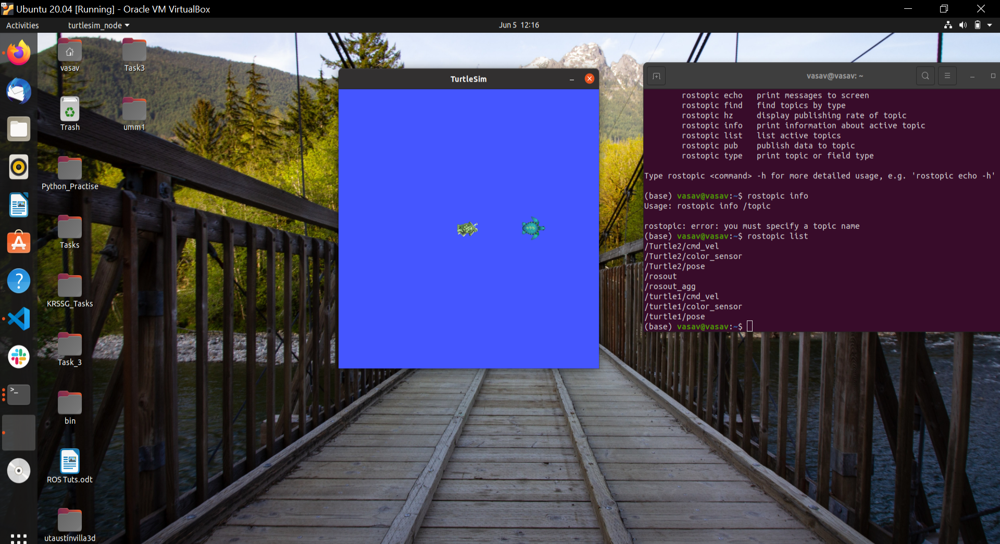 Ubuntu 20.04 [Running] - Oracle VM VirtualBox
Activities
turtlesim_node
Jun 5 12:16
vasav
Task3
Trash
umm1
Python_Practise
Tasks
KRSSG_Tasks
Task_3
bin
ROS Tuts.odt
utaustinvilla3d
TurtleSim
vasav@vasav: ~
rostopic echo print messages to screen
rostopic find find topics by type
rostopic hz display publishing rate of topic
rostopic info print information about active topic
rostopic list list active topics
rostopic pub publish data to topic
rostopic type print topic or field type
Type rostopic <command> -h for more detailed usage, e.g. 'rostopic echo -h'
(base) vasav@vasav:~$ rostopic info
Usage: rostopic info /topic
rostopic: error: you must specify a topic name
(base) vasav@vasav:~$ rostopic list
/Turtle2/cmd_vel
/Turtle2/color_sensor
/Turtle2/pose
/rosout
/rosout_agg
/turtle1/cmd_vel
/turtle1/color_sensor
/turtle1/pose
(base) vasav@vasav:~$